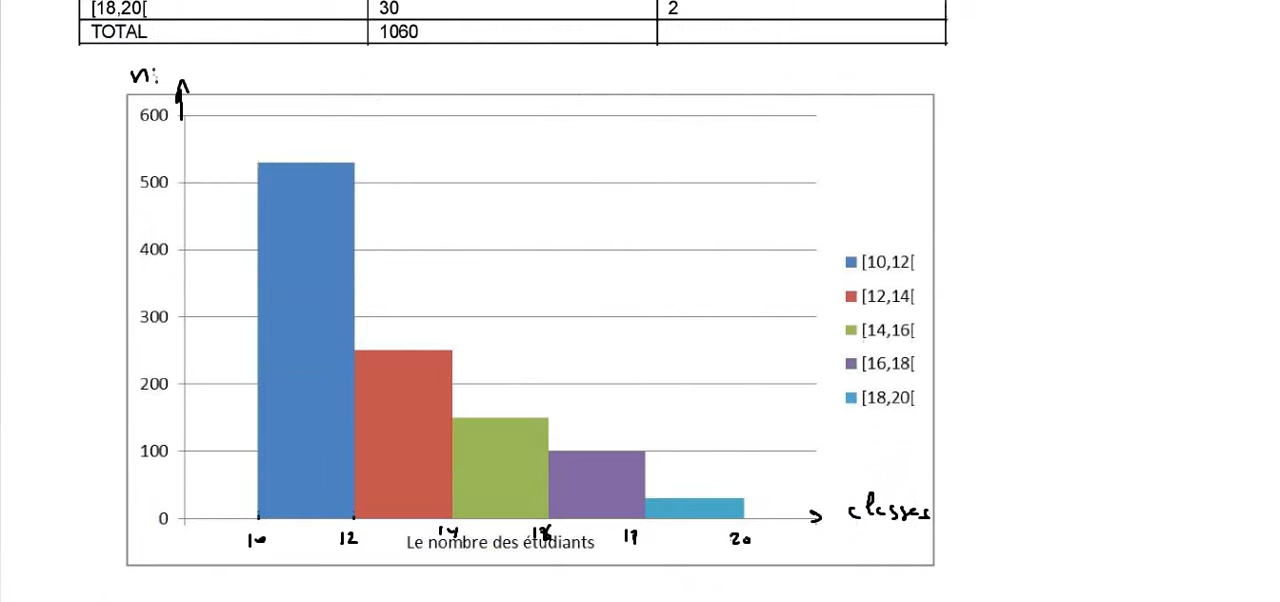 [18,20[ 30 2
TOTAL 1060
ni
600
500
400
300
200
100
0
[10,12[
[12,14[
[14,16[
[16,18[
[18,20[
classes
10 12 14 16 20
Le nombre des étudiants